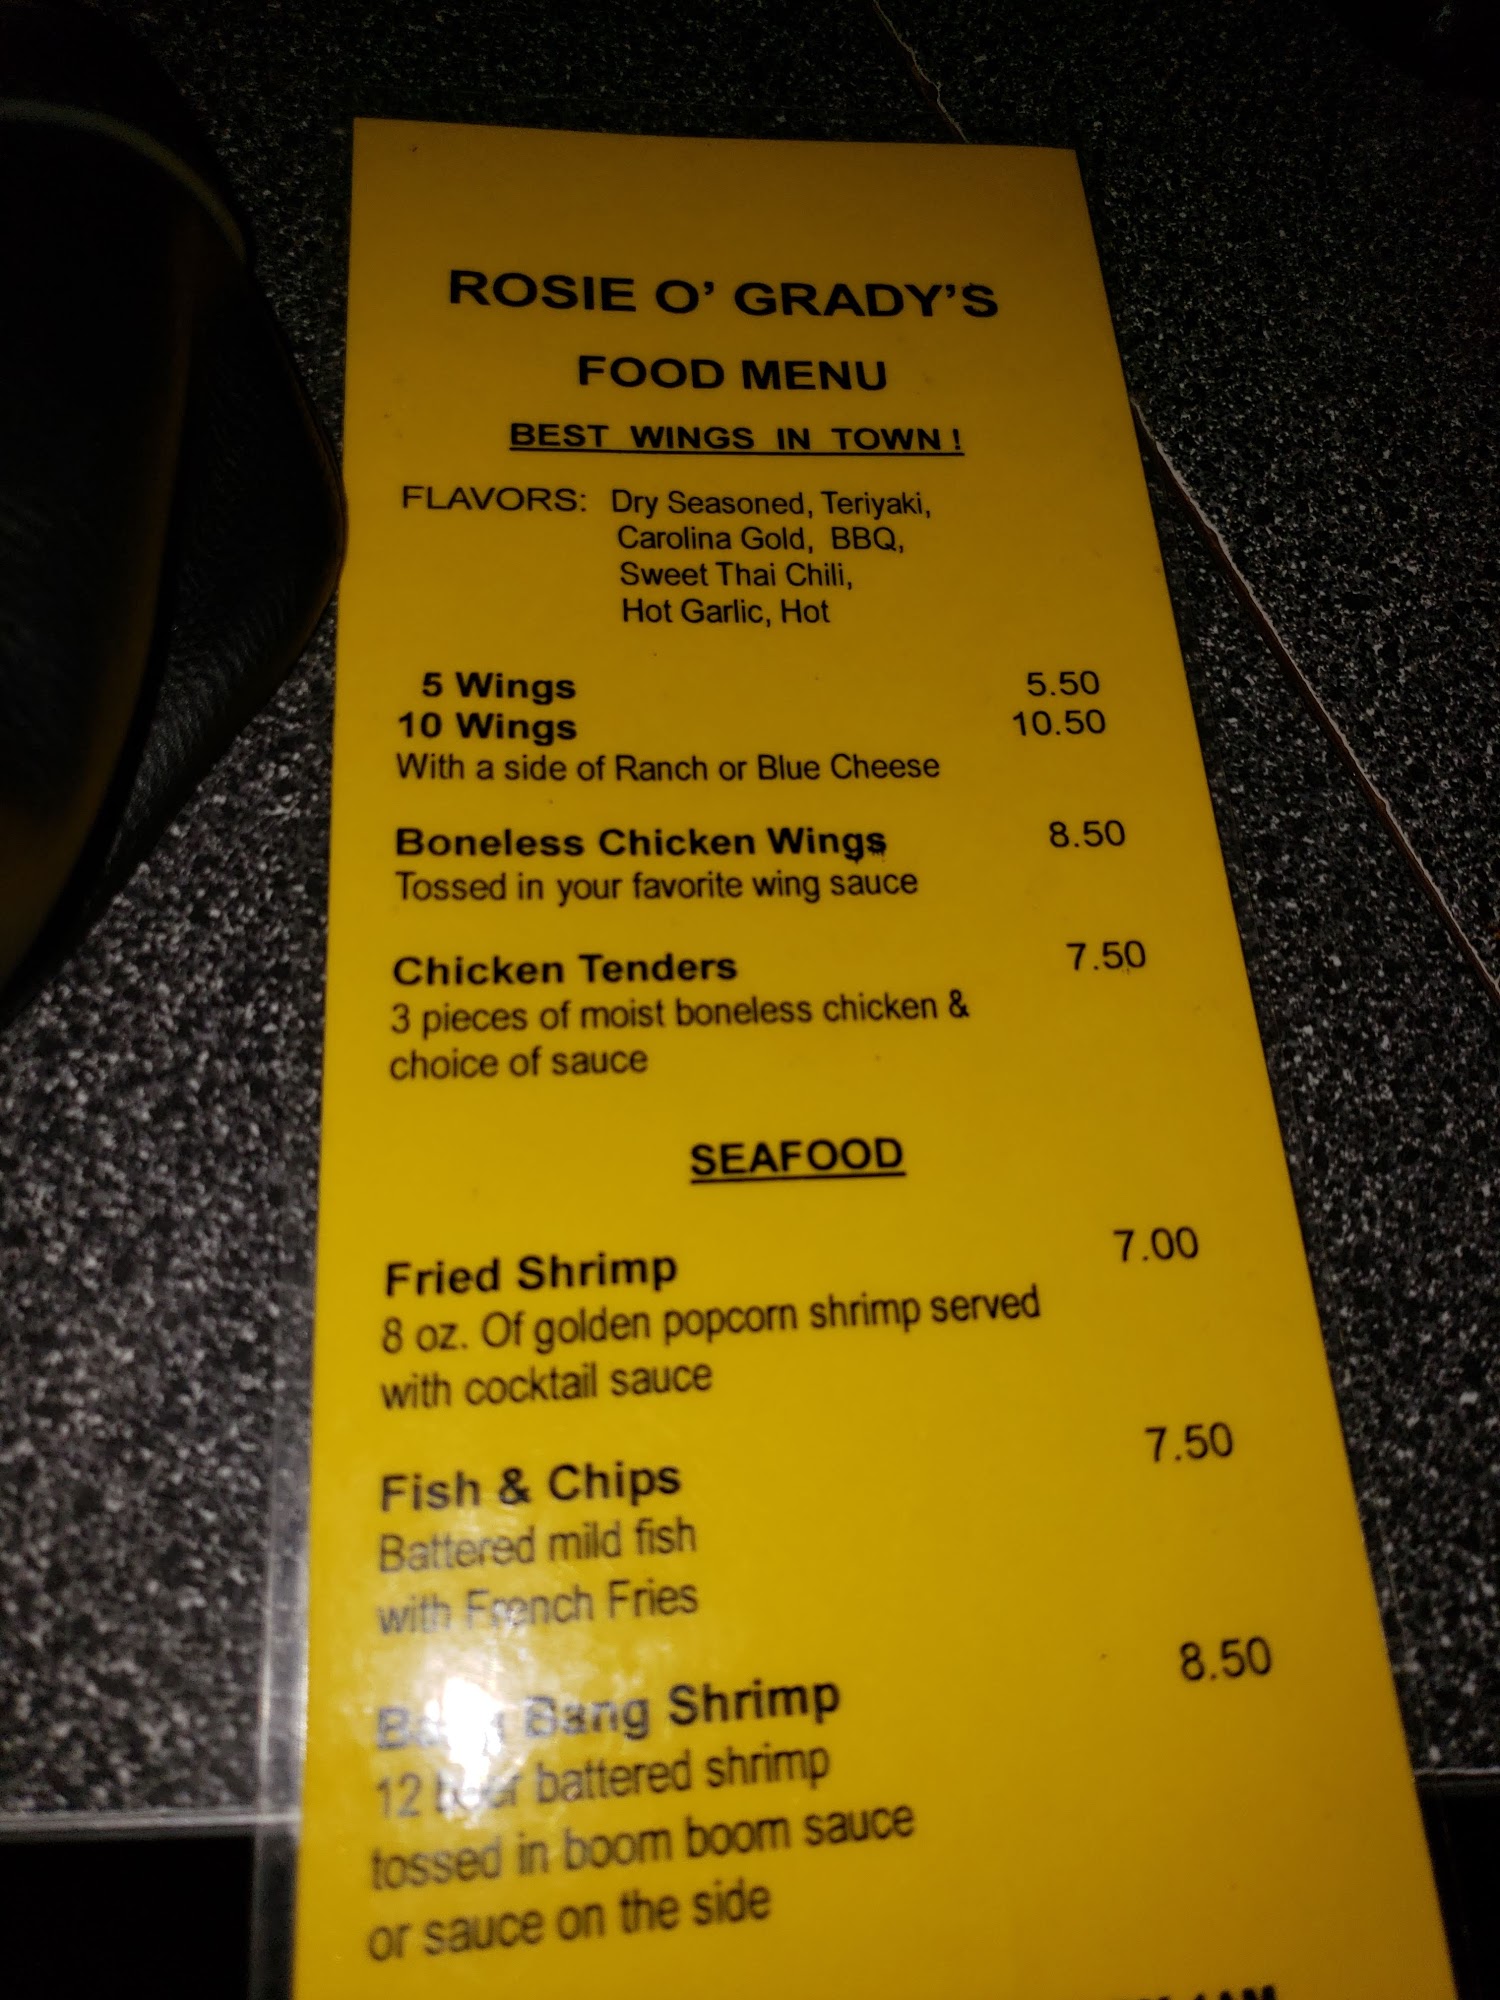 ROSIE O' GRADY'S
FOOD MENU
BEST WINGS IN TOWN !
FLAVORS: Dry Seasoned, Teriyaki,
Carolina Gold, BBQ,
Sweet Thai Chili,
Hot Garlic, Hot
5 Wings 5.50
10 Wings 10.50
With a side of Ranch or Blue Cheese
Boneless Chicken Wings 8.50
Tossed in your favorite wing sauce
Chicken Tenders 7.50
3 pieces of moist boneless chicken &
choice of sauce
SEAFOOD
Fried Shrimp 7.00
8 oz. Of golden popcorn shrimp served
with cocktail sauce
Fish & Chips 7.50
Battered mild fish
with French Fries
Bang Bang Shrimp 8.50
12 beer battered shrimp
tossed in boom boom sauce
or sauce on the side
1AM